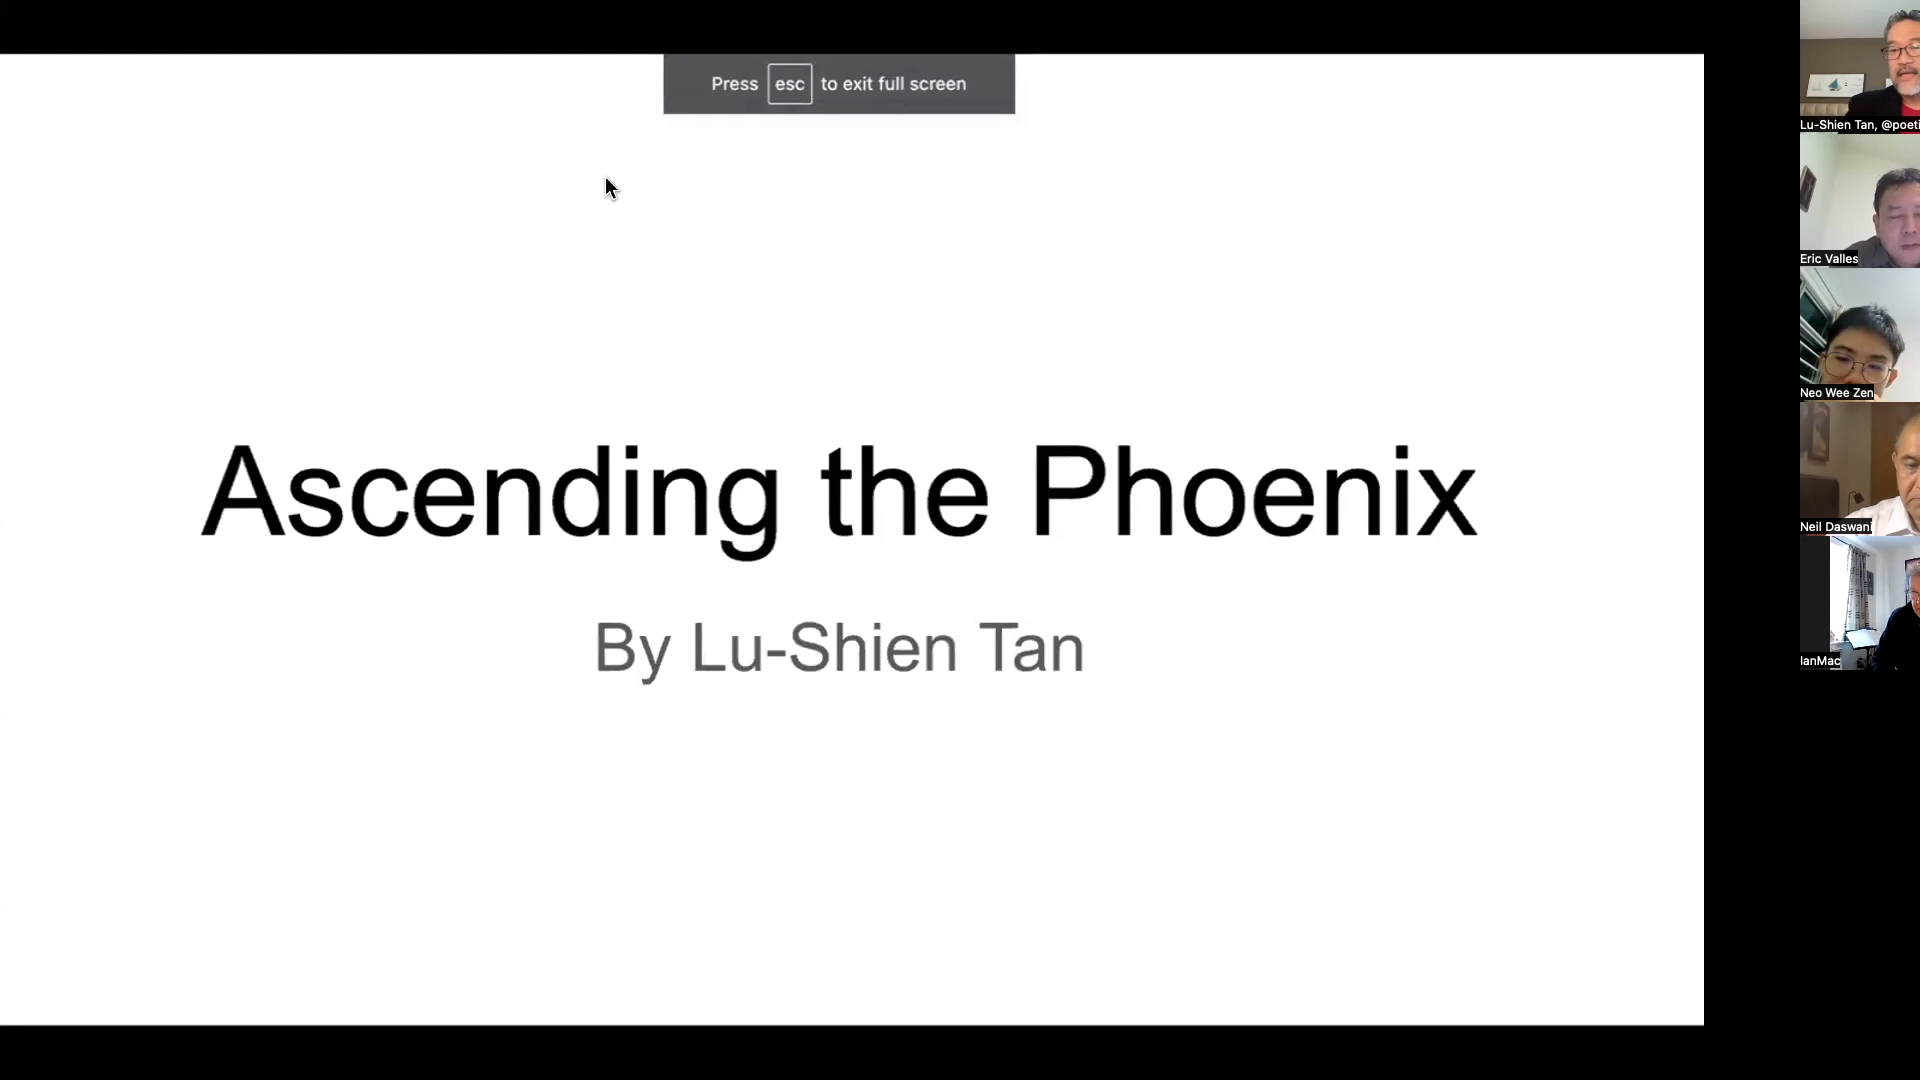 Press esc to exit full screen
Ascending the Phoenix
By Lu-Shien Tan
Lu-Shien Tan, @poeti
Eric Valles
Neo Wee Zen
Neil Daswani
IanMac